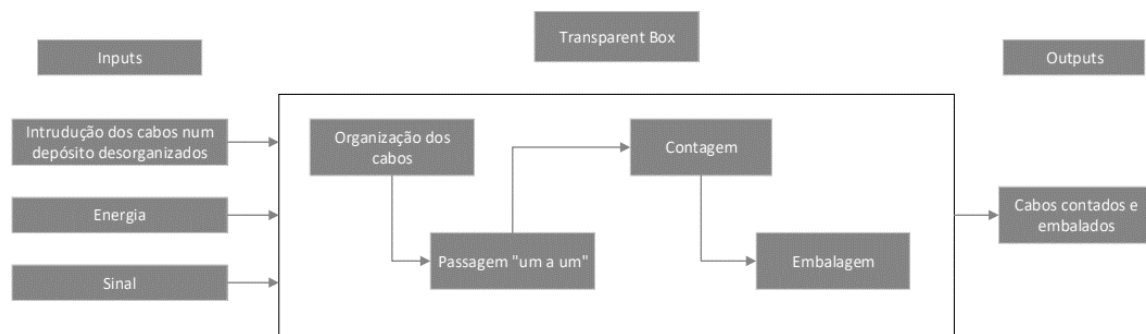 Transparent Box
Inputs
Outputs
Intrudução dos cabos num
depósito desorganizados
Organização dos
cabos
Contagem
Energia
Cabos contados e
embalados
Passagem "um a um"
Embalagem
Sinal